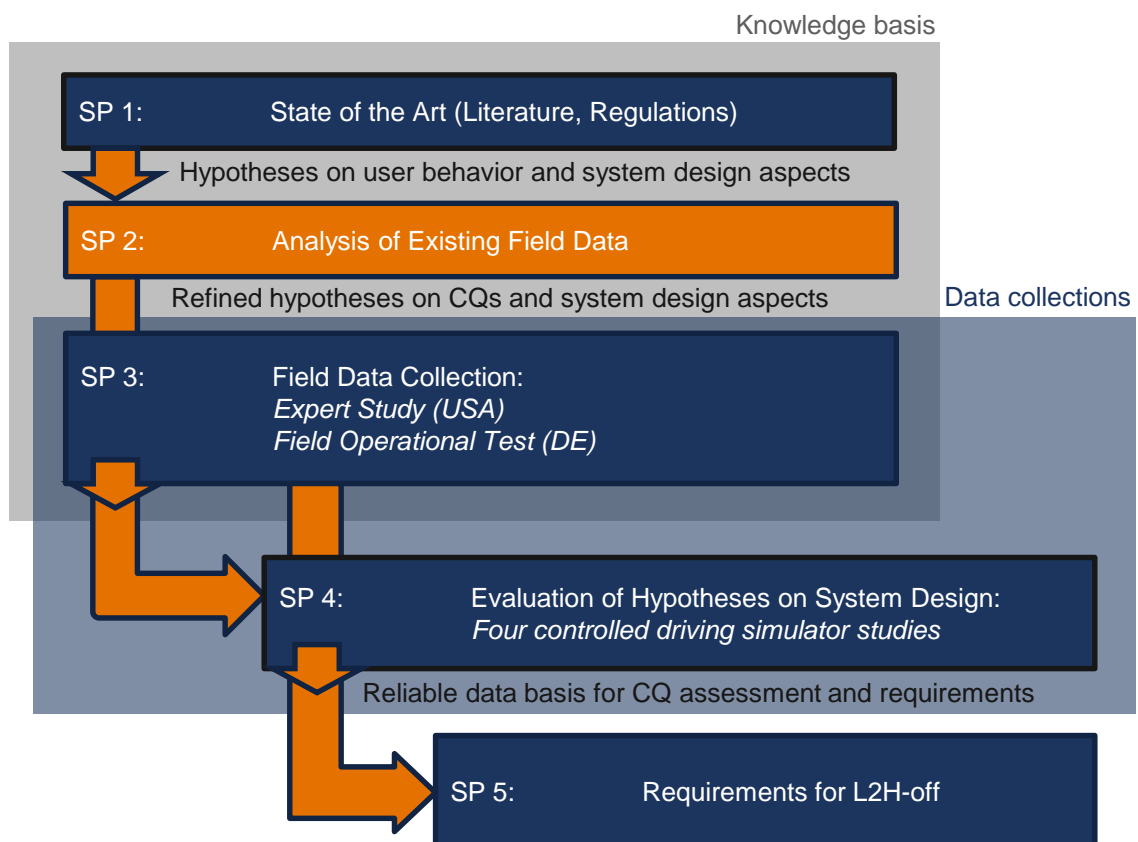 Knowledge basis
SP 1: State of the Art (Literature, Regulations)
Hypotheses on user behavior and system design aspects
SP 2: Analysis of Existing Field Data
Refined hypotheses on CQs and system design aspects
Data collections
SP 3: Field Data Collection:
Expert Study (USA)
Field Operational Test (DE)
SP 4: Evaluation of Hypotheses on System Design:
Four controlled driving simulator studies
Reliable data basis for CQ assessment and requirements
SP 5: Requirements for L2H-off